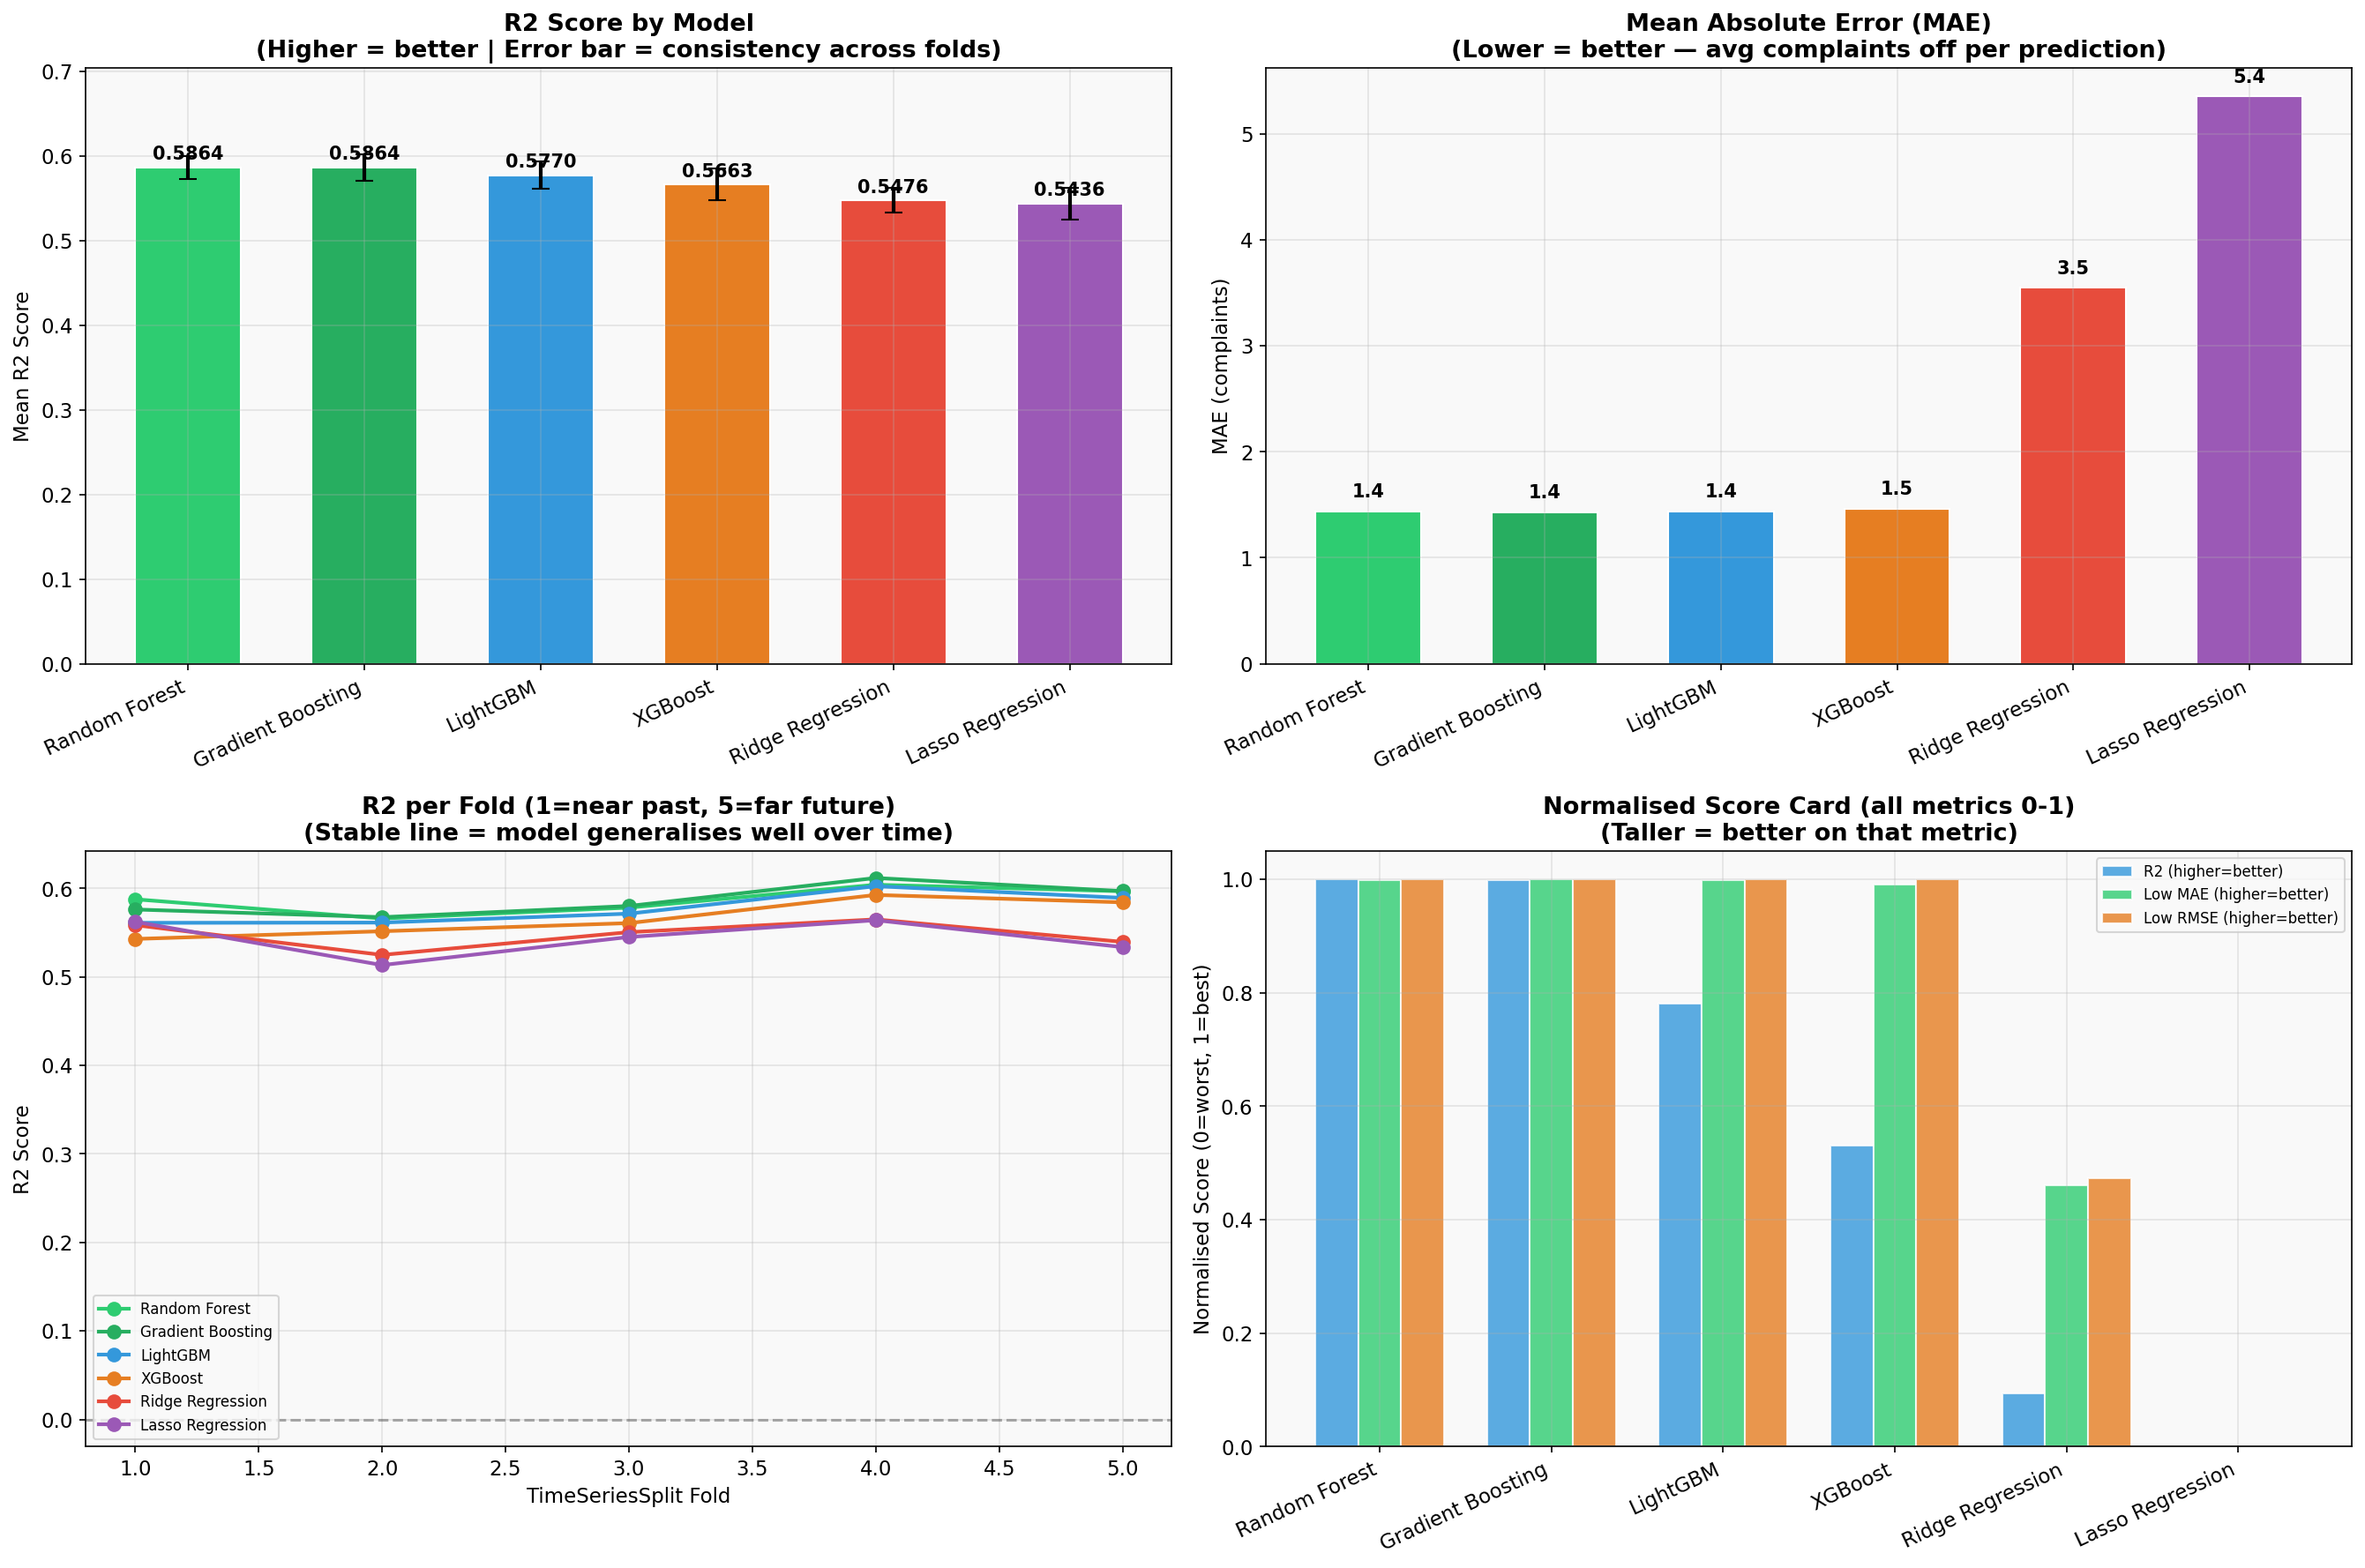 R2 Score by Model
(Higher = better | Error bar = consistency across folds)
Mean R2 Score
0.7
0.6
0.5
0.4
0.3
0.2
0.1
0.0
0.5864
0.5864
0.5770
0.5663
0.5476
0.5436
Random Forest
Gradient Boosting
LightGBM
XGBoost
Ridge Regression
Lasso Regression
Mean Absolute Error (MAE)
(Lower = better — avg complaints off per prediction)
MAE (complaints)
5
4
3
2
1
0
1.4
1.4
1.4
1.5
3.5
5.4
Random Forest
Gradient Boosting
LightGBM
XGBoost
Ridge Regression
Lasso Regression
R2 per Fold (1=near past, 5=far future)
(Stable line = model generalises well over time)
R2 Score
0.6
0.5
0.4
0.3
0.2
0.1
0.0
Random Forest
Gradient Boosting
LightGBM
XGBoost
Ridge Regression
Lasso Regression
1.0 1.5 2.0 2.5 3.0 3.5 4.0 4.5 5.0
TimeSeriesSplit Fold
Normalised Score Card (all metrics 0-1)
(Taller = better on that metric)
Normalised Score (0=worst, 1=best)
1.0
0.8
0.6
0.4
0.2
0.0
R2 (higher=better)
Low MAE (higher=better)
Low RMSE (higher=better)
Random Forest
Gradient Boosting
LightGBM
XGBoost
Ridge Regression
Lasso Regression